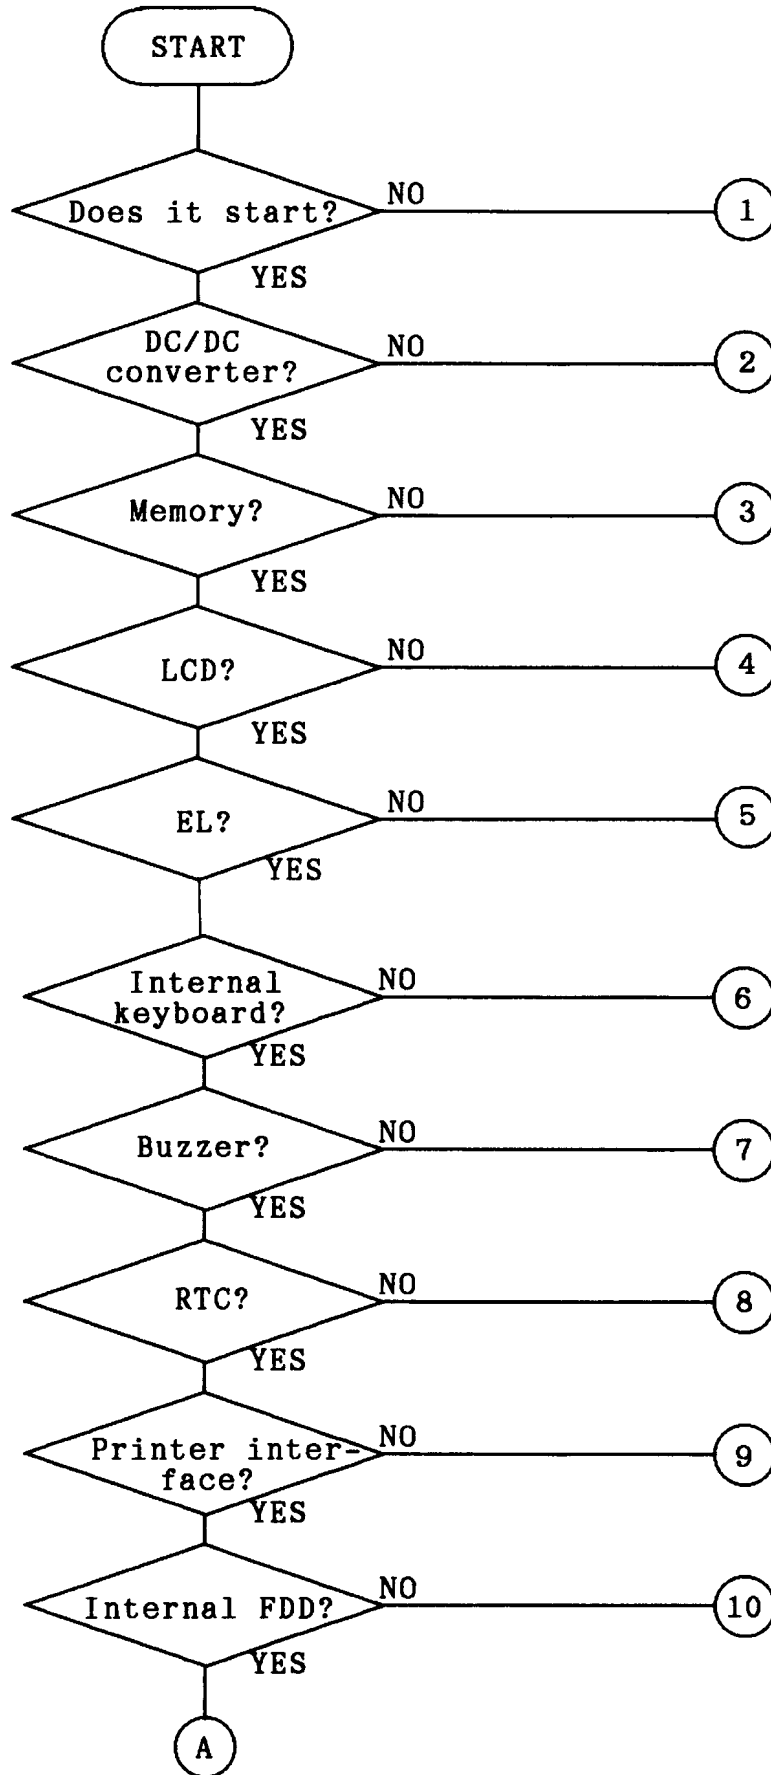 START
Does it start?
NO
1
YES
DC/DC
converter?
NO
2
YES
Memory?
NO
3
YES
LCD?
NO
4
YES
EL?
NO
5
YES
Internal
keyboard?
NO
6
YES
Buzzer?
NO
7
YES
RTC?
NO
8
YES
Printer inter-
face?
NO
9
YES
Internal FDD?
NO
10
YES
A